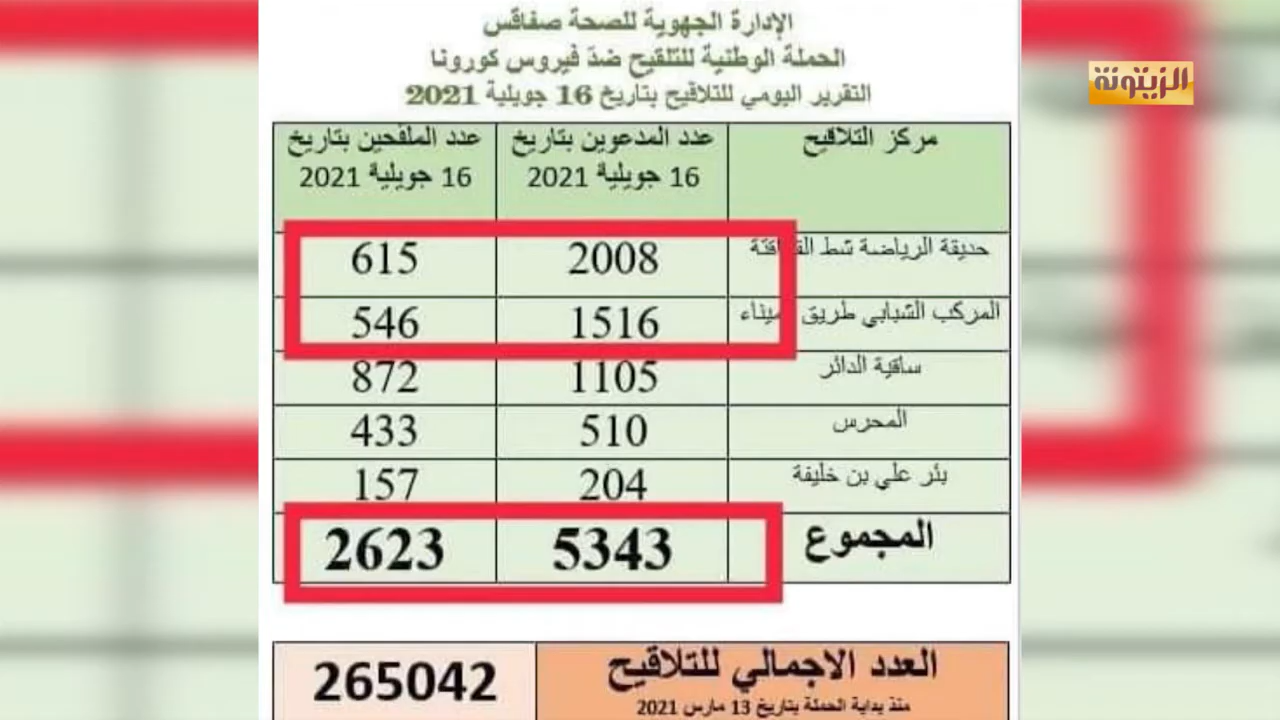 الإدارة الجهوية للصحة صفاقس
الحملة الوطنية للتلقيح ضدّ فيروس كورونا
التقرير اليومي للتلاقيح بتاريخ 16 جويلية 2021
الزيتونة
مركز التلاقيح
عدد المدعوين بتاريخ
16 جويلية 2021
عدد الملقحين بتاريخ
16 جويلية 2021
حديقة الرياضة شط 2008 615
المركب الشبابي طريق 1516 546
ساقية الدائر 1105 872
المحرس 510 433
بئر علي بن خليفة 204 157
المجموع 5343 2623
العدد الاجمالي للتلاقيح 265042
منذ بداية الحملة بتاريخ 13 مارس 2021